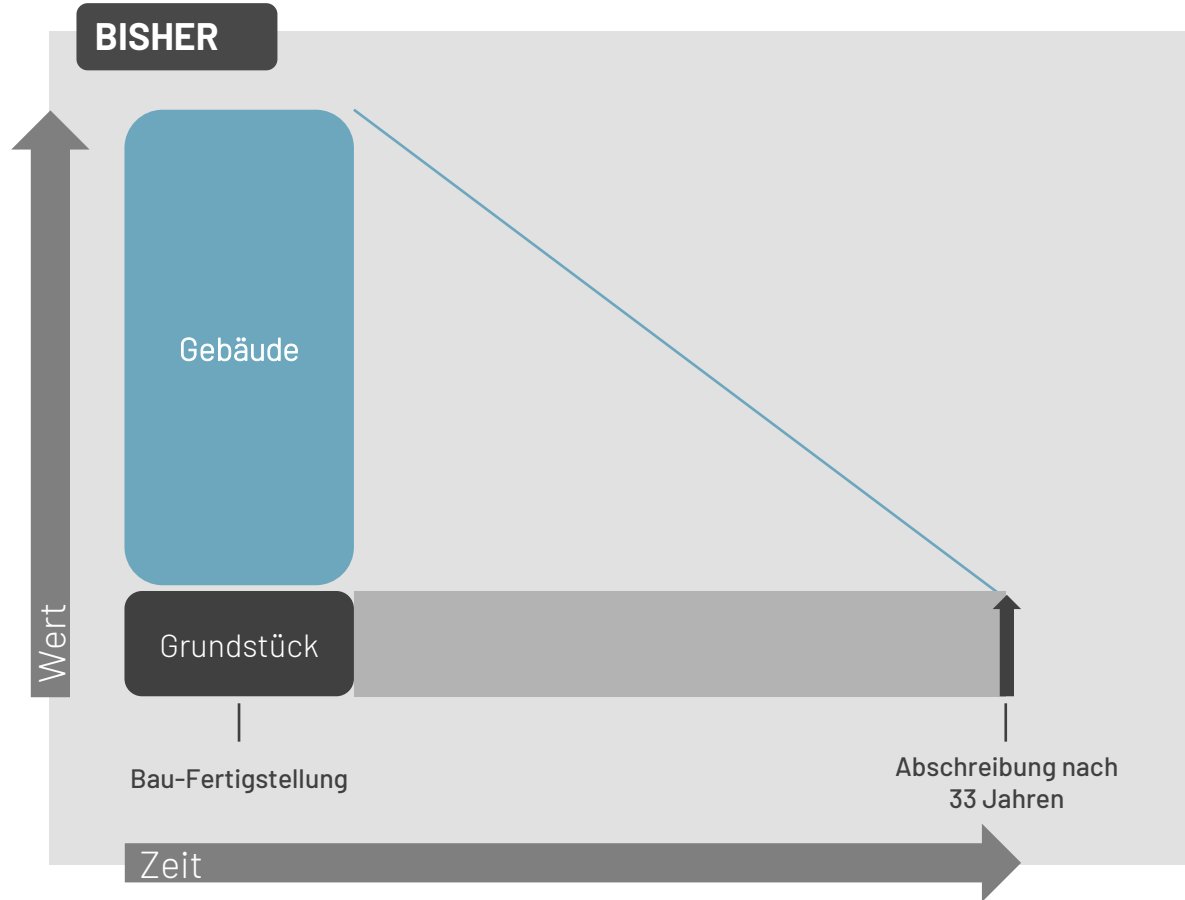 BISHER
Gebäude
Wert
Grundstück
Bau-Fertigstellung
Abschreibung nach
33 Jahren
Zeit